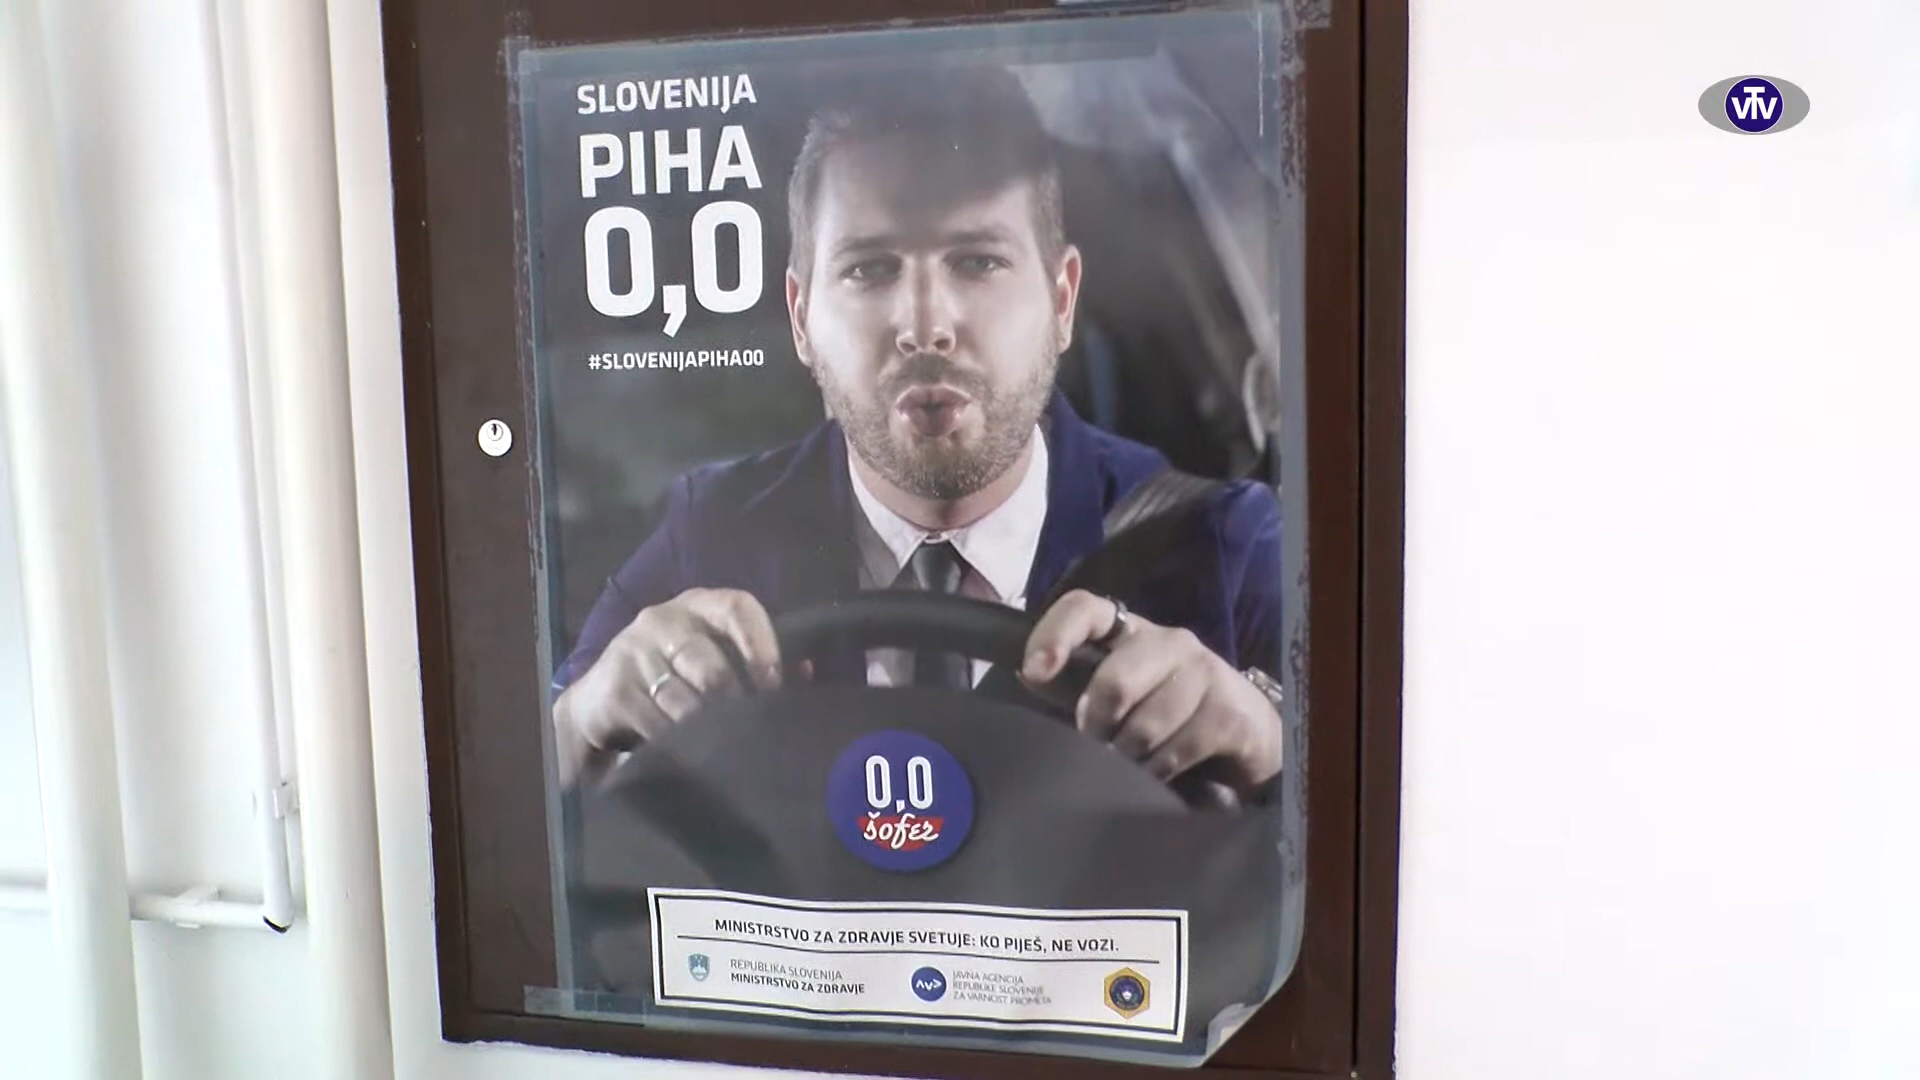 SLOVENIJA
PIHA
0,0
#SLOVENIJAPIHA00
0,0
šofer
MINISTRSTVO ZA ZDRAVJE SVETUJE: KO PIJEŠ, NE VOZI.
REPUBLIKA SLOVENIJA
MINISTRSTVO ZA ZDRAVJE
AVP
JAVNA AGENCIJA
REPUBLIKE SLOVENIJE
ZA VARNOST PROMETA
VTV